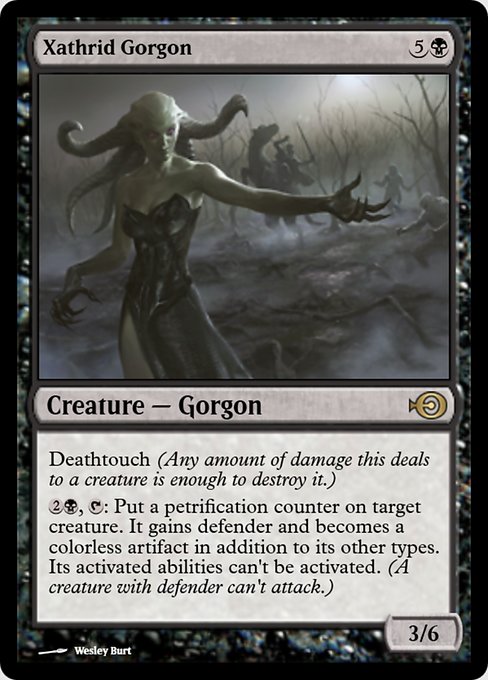 Xathrid Gorgon 5
Creature — Gorgon
Deathtouch (Any amount of damage this deals
to a creature is enough to destroy it.)
2, : Put a petrification counter on target
creature. It gains defender and becomes a
colorless artifact in addition to its other types.
Its activated abilities can't be activated. (A
creature with defender can't attack.)
3/6
Wesley Burt